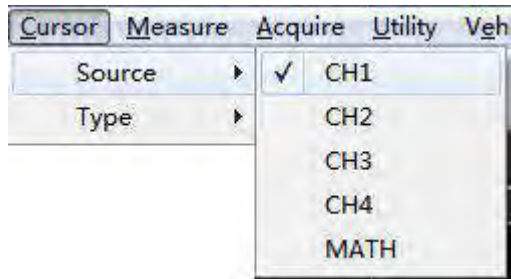 Cursor Measure Acquire Utility Veh
Source CH1
Type CH2
CH3
CH4
MATH